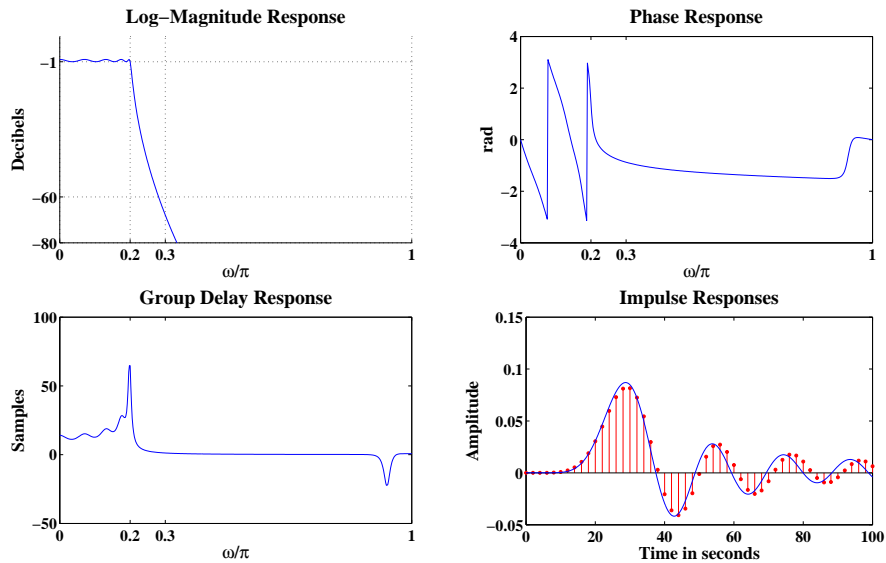 Log−Magnitude Response
Decibels
−1
−60
−80
0
0.2
0.3
1
ω/π
Phase Response
rad
4
2
0
−2
−4
0
0.2
0.3
1
ω/π
Group Delay Response
Samples
100
50
0
−50
0
0.2
0.3
1
ω/π
Impulse Responses
Amplitude
0.15
0.1
0.05
0
−0.05
0
20
40
60
80
100
Time in seconds